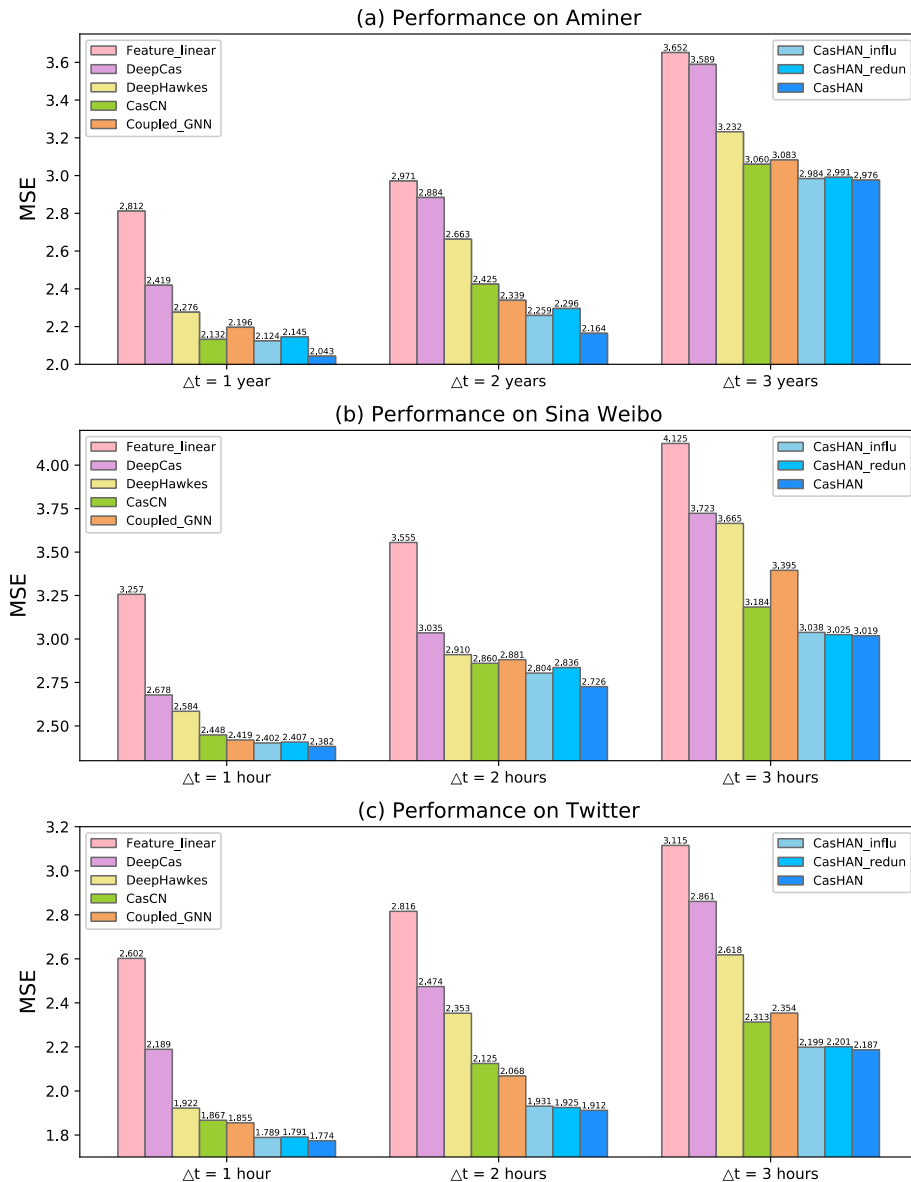 (a) Performance on Aminer
Feature_linear
DeepCas
DeepHawkes
CasCN
Coupled_GNN
CasHAN_influ
CasHAN_redun
CasHAN
MSE
3.6
3.4
3.2
3.0
2.8
2.6
2.4
2.2
2.0
2,812
2,419
2,276
2,132
2,196
2,124
2,145
2,043
2,971
2,884
2,663
2,425
2,339
2,259
2,296
2,164
3,652
3,589
3,232
3,060
3,083
2,984
2,991
2,976
△t = 1 year
△t = 2 years
△t = 3 years
(b) Performance on Sina Weibo
Feature_linear
DeepCas
DeepHawkes
CasCN
Coupled_GNN
CasHAN_influ
CasHAN_redun
CasHAN
MSE
4.00
3.75
3.50
3.25
3.00
2.75
2.50
3,257
2,678
2,584
2,448
2,419
2,402
2,407
2,382
3,555
3,035
2,910
2,860
2,881
2,804
2,836
2,726
4,125
3,723
3,665
3,184
3,395
3,038
3,025
3,019
△t = 1 hour
△t = 2 hours
△t = 3 hours
(c) Performance on Twitter
Feature_linear
DeepCas
DeepHawkes
CasCN
Coupled_GNN
CasHAN_influ
CasHAN_redun
CasHAN
MSE
3.2
3.0
2.8
2.6
2.4
2.2
2.0
1.8
2,602
2,189
1,922
1,867
1,855
1,789
1,791
1,774
2,816
2,474
2,353
2,125
2,068
1,931
1,925
1,912
3,115
2,861
2,618
2,313
2,354
2,199
2,201
2,187
△t = 1 hour
△t = 2 hours
△t = 3 hours